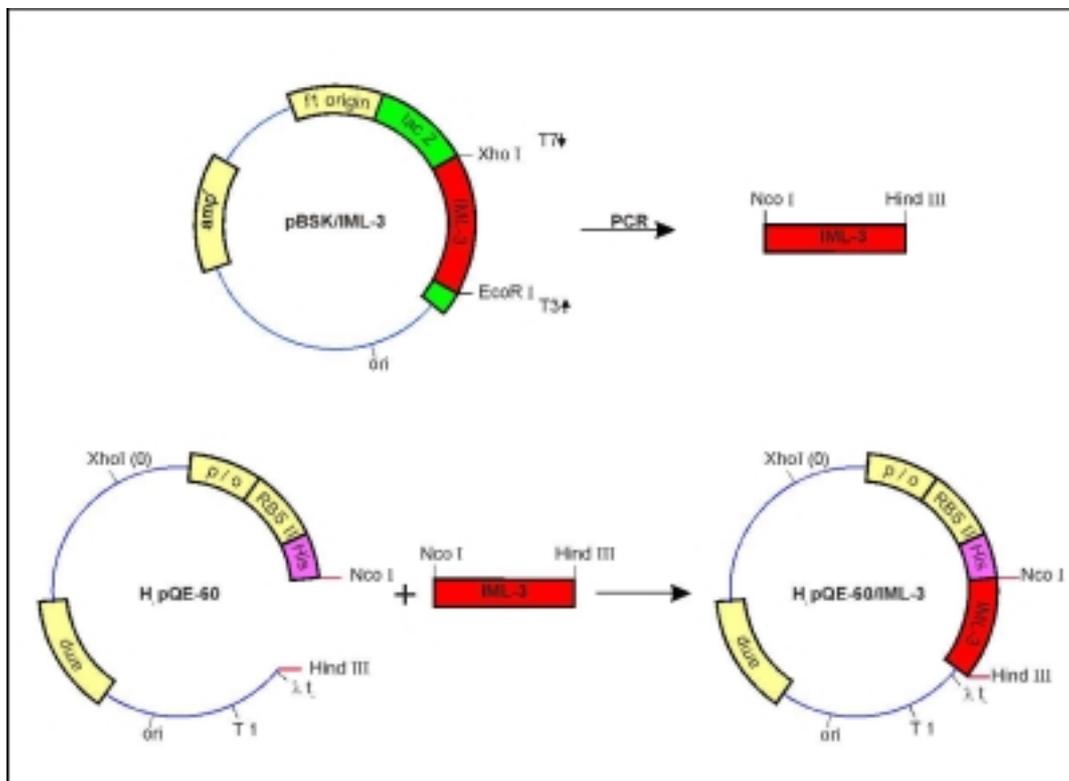 f1 origin
lac Z
Xho I
T7
amp
pBSK/IML-3
IML-3
EcoR I
T3
ori
PCR
Nco I
Hind III
IML-3
XhoI (0)
p / o
RBS II
His
Nco I
H, pQE-60
amp
Hind III
λ t.
T 1
ori
+
Nco I
Hind III
IML-3
XhoI (0)
p / o
RBS II
His
Nco I
H, pQE-60/IML-3
IML-3
amp
Hind III
λ t.
T 1
ori